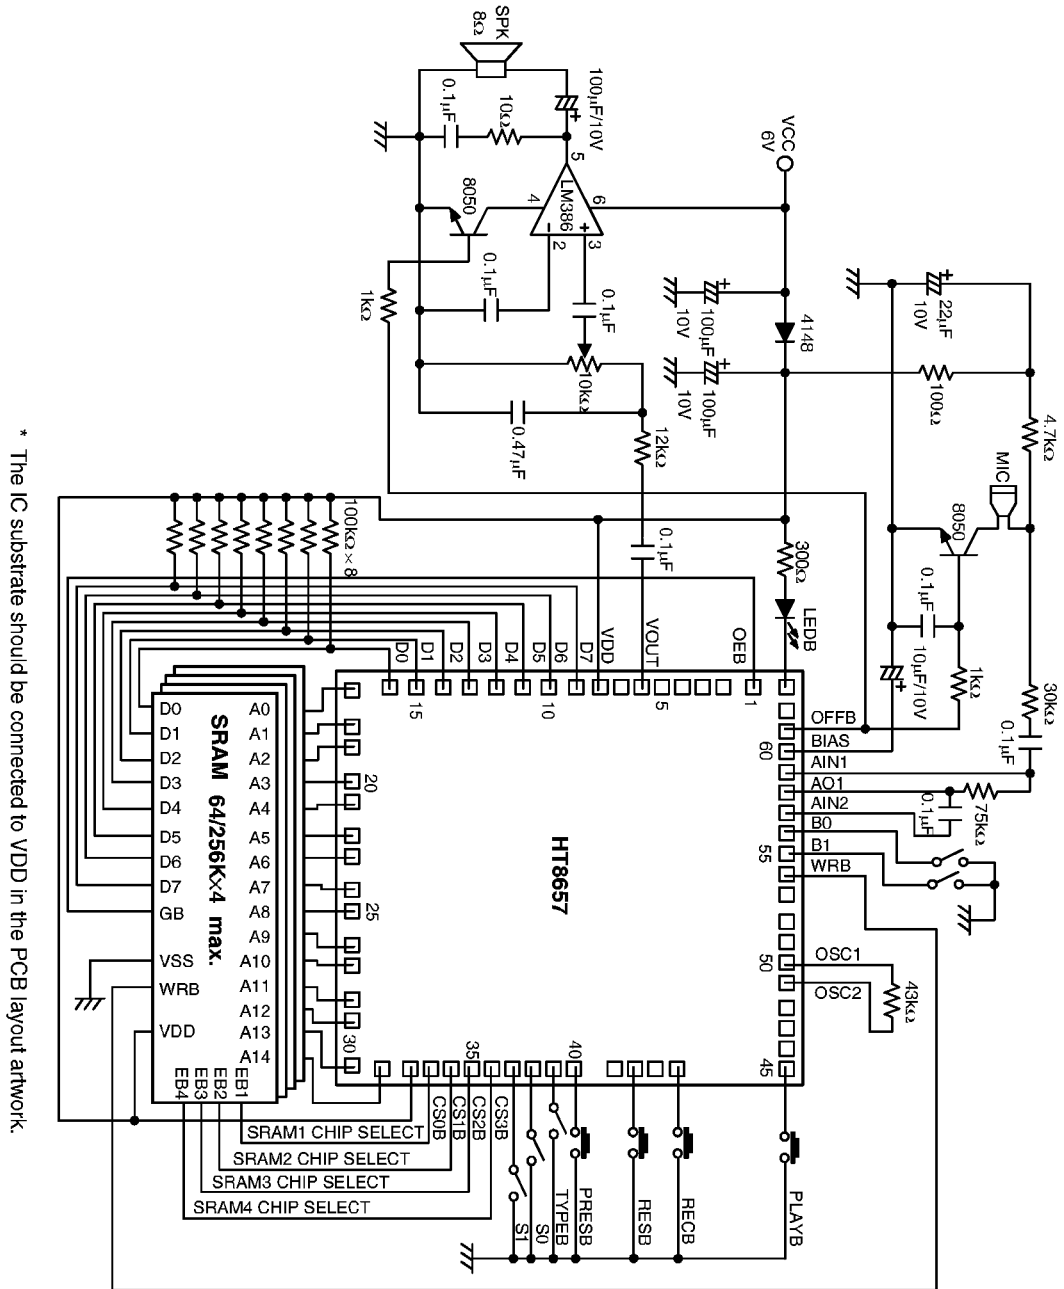 SPK
8Ω
0.1μF
10Ω
100μF/10V
VCC
6V
5
LM386
4
6
2
3
8050
0.1μF
1kΩ
0.1μF
10kΩ
0.47μF
12kΩ
0.1μF
100μF
10V
100μF
10V
4148
22μF
10V
100Ω
4.7kΩ
MIC
8050
0.1μF
10μF/10V
1kΩ
30kΩ
0.1μF
300Ω
LEDB
100kΩ×8
D0
D1
D2
D3
D4
D5
D6
D7
VDD
VOUT
OEB
15
10
5
1
OFFB
60
BIAS
AIN1
AO1
AIN2
B0
B1
55
WRB
0.1μF
75kΩ
OSC1
50
OSC2
43kΩ
45
HT8657
20
25
30
35
40
SRAM 64/256K×4 max.
D0
D1
D2
D3
D4
D5
D6
D7
GB
VSS
WRB
VDD
A0
A1
A2
A3
A4
A5
A6
A7
A8
A9
A10
A11
A12
A13
A14
EB4
EB3
EB2
EB1
CS0B
CS1B
CS2B
CS3B
SRAM1 CHIP SELECT
SRAM2 CHIP SELECT
SRAM3 CHIP SELECT
SRAM4 CHIP SELECT
S1
S0
TYPEB
PRESB
RESB
RECB
PLAYB
* The IC substrate should be connected to VDD in the PCB layout artwork.